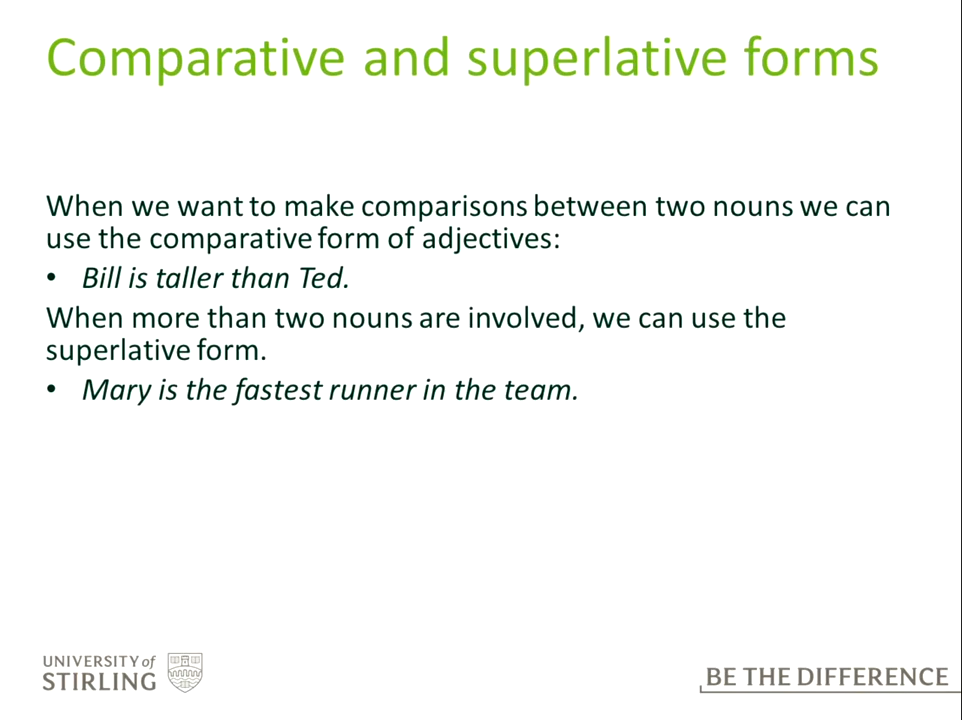 Comparative and superlative forms
When we want to make comparisons between two nouns we can
use the comparative form of adjectives:
• Bill is taller than Ted.
When more than two nouns are involved, we can use the
superlative form.
• Mary is the fastest runner in the team.
UNIVERSITY of
STIRLING
BE THE DIFFERENCE